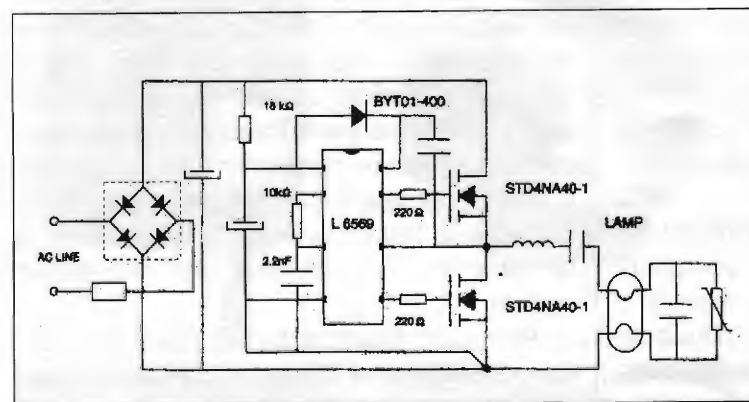 18 kΩ
BYT01-400
10kΩ
L 6569
220 Ω
STD4NA40-1
LAMP
AC LINE
2.2nF
220 Ω
STD4NA40-1